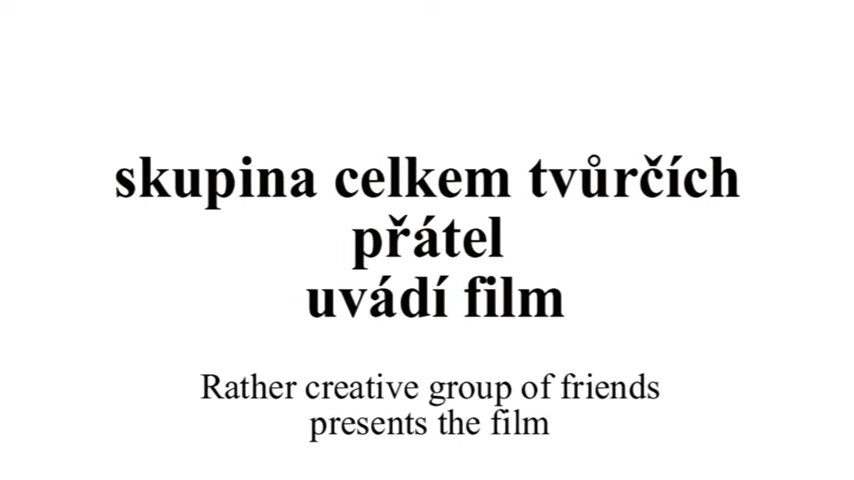 skupina celkem tvůrčích
přátel
uvádí film
Rather creative group of friends
presents the film